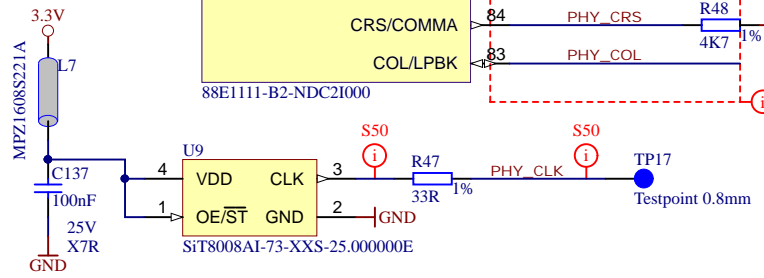 3.3V
L7
MPZ1608S221A
CRS/COMMA
84
PHY_CRS
R48
4K7
1%
COL/LPBK
83
PHY_COL
88E1111-B2-NDC2I000
i
S50
i
S50
i
U9
4
VDD
CLK
3
R47
33R
1%
PHY_CLK
TP17
Testpoint 0.8mm
C137
100nF
25V
X7R
1
OE/ST
GND
2
GND
SiT8008AI-73-XXS-25.000000E
GND